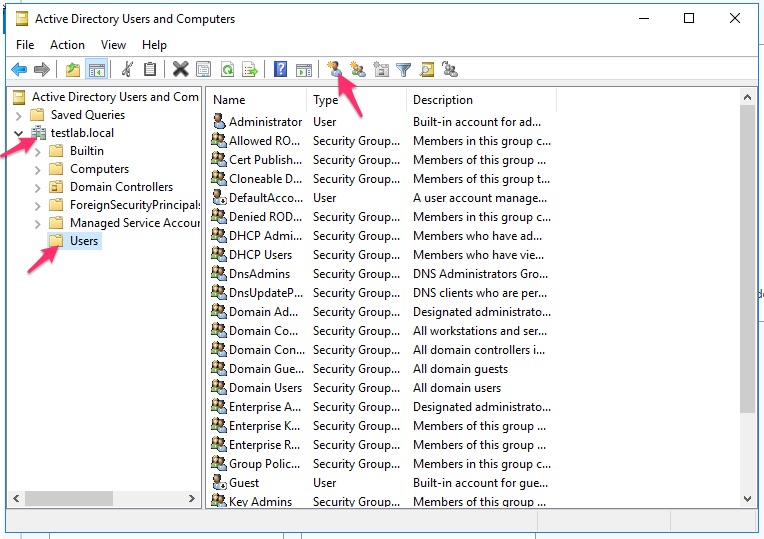 Active Directory Users and Computers
File Action View Help
Active Directory Users and Com
Saved Queries
testlab.local
Builtin
Computers
Domain Controllers
ForeignSecurityPrincipals
Managed Service Accour
Users
Name Type Description
Administrator User Built-in account for ad...
Allowed RO... Security Group... Members in this group c...
Cert Publish... Security Group... Members of this group ...
Cloneable D... Security Group... Members of this group t...
DefaultAcco... User A user account manage...
Denied ROD... Security Group... Members in this group c...
DHCP Admi... Security Group... Members who have ad...
DHCP Users Security Group... Members who have vie...
DnsAdmins Security Group... DNS Administrators Gro...
DnsUpdateP... Security Group... DNS clients who are per...
Domain Ad... Security Group... Designated administrato...
Domain Co... Security Group... All workstations and ser...
Domain Con... Security Group... All domain controllers i...
Domain Gue... Security Group... All domain guests
Domain Users Security Group... All domain users
Enterprise A... Security Group... Designated administrato...
Enterprise K... Security Group... Members of this group ...
Enterprise R... Security Group... Members of this group ...
Group Polic... Security Group... Members in this group c...
Guest User Built-in account for gue...
Key Admins Security Group... Members of this group ...